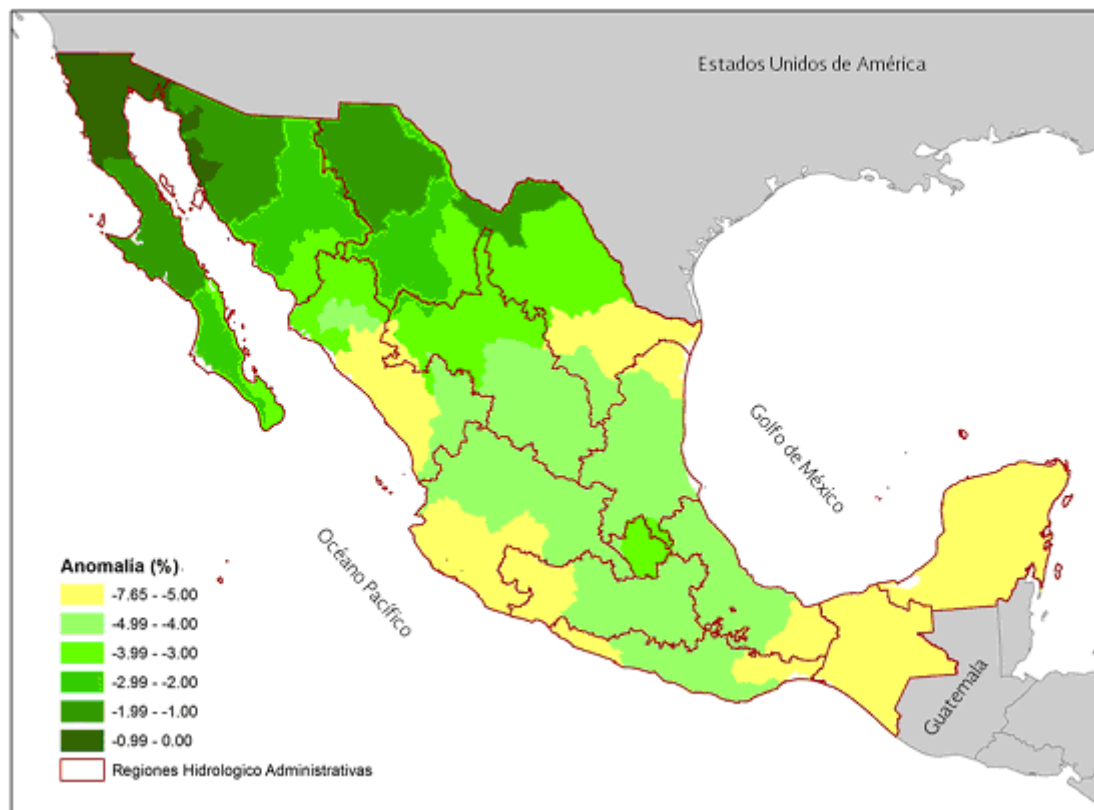 Estados Unidos de América
Golfo de México
Océano Pacífico
Guatemala
Anomalía (%)
-7.65 - -5.00
-4.99 - -4.00
-3.99 - -3.00
-2.99 - -2.00
-1.99 - -1.00
-0.99 - 0.00
Regiones Hidrologico Administrativas